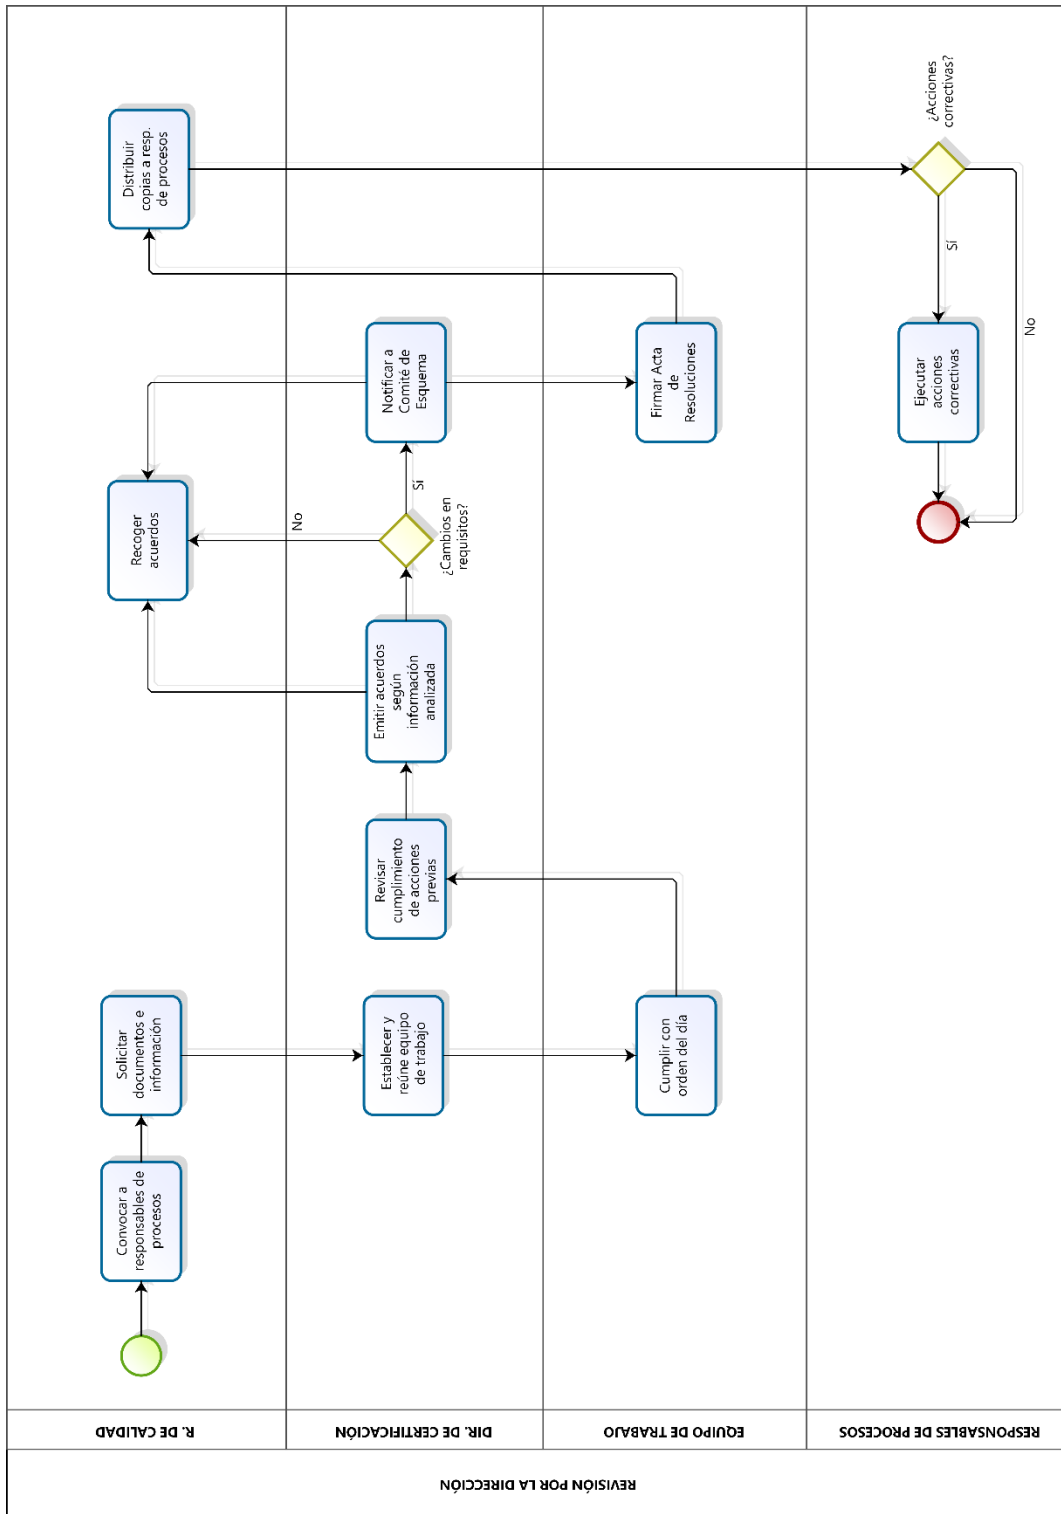 REVISIÓN POR LA DIRECCIÓN
R. DE CALIDAD
Convocar a
responsables de
procesos
Solicitar
documentos e
información
Recoger
acuerdos
Distribuir
copias a resp.
de procesos
DIR. DE CERTIFICACIÓN
Establecer y
reúne equipo
de trabajo
Revisar
cumplimiento
de acciones
previas
Emitir acuerdos
según
información
analizada
¿Cambios en
requisitos?
No
Sí
Notificar a
Comité de
Esquema
EQUIPO DE TRABAJO
Cumplir con
orden del día
Firmar Acta
de
Resoluciones
RESPONSABLES DE PROCESOS
¿Acciones
correctivas?
Sí
No
Ejecutar
acciones
correctivas